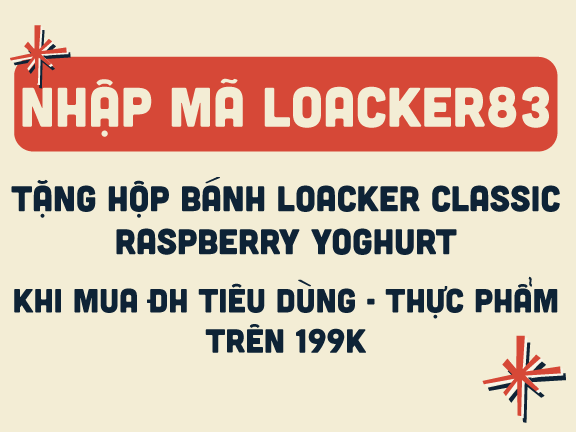 NHẬP MÃ LOACKER83
TẶNG HỘP BÁNH LOACKER CLASSIC
RASPBERRY YOGHURT
KHI MUA ĐH TIÊU DÙNG - THỰC PHẨM
TRÊN 199K